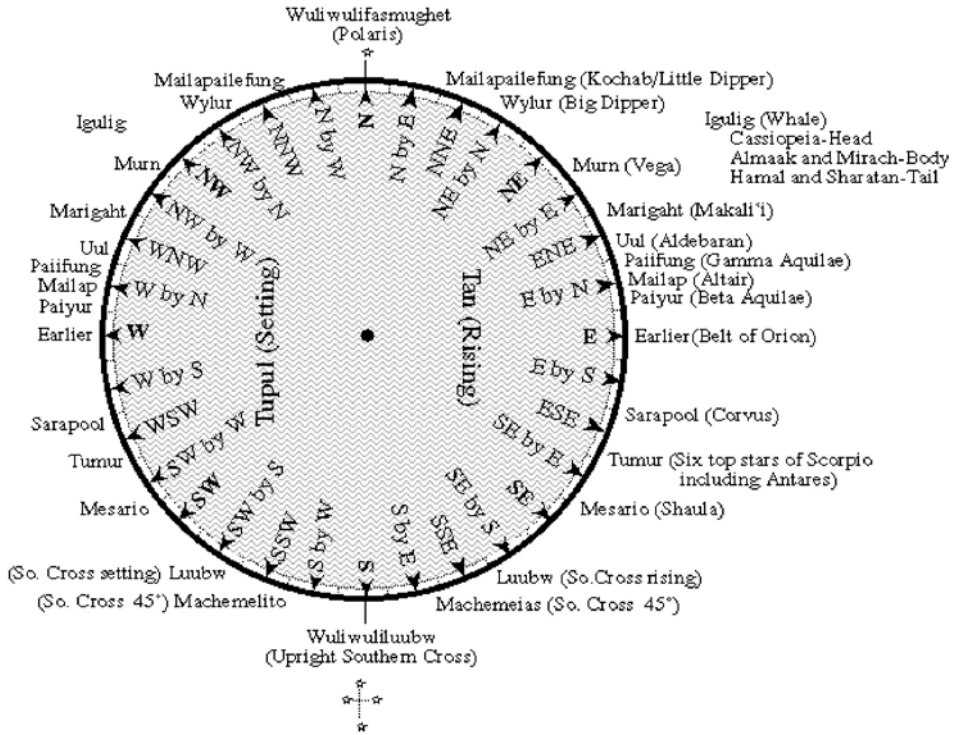 Wuliwulifasmughet
(Polaris)
Mailapailefung
Mailapailefung (Kochab/Little Dipper)
Wylur
Wylur (Big Dipper)
Igulig
Igulig (Whale)
Cassiopeia-Head
Almaak and Mirach-Body
Hamal and Sharatan-Tail
Murn
Murn (Vega)
Marigaht
Marigaht (Makali'i)
Uul
Uul (Aldebaran)
Paiifung
Paiifung (Gamma Aquilae)
Mailap
Mailap (Altair)
Paiyur
Paiyur (Beta Aquilae)
Earlier
Earlier (Belt of Orion)
Sarapool
Sarapool (Corvus)
Tumur
Tumur (Six top stars of Scorpio
including Antares)
Mesario
Mesario (Shaula)
(So. Cross setting) Luubw
Luubw (So.Cross rising)
(So. Cross 45°) Machemelito
Machemeias (So. Cross 45°)
Wuliwuliluubw
(Upright Southern Cross)
N
N by E
NNE
NE by N
NE
NE by E
ENE
E by N
E
E by S
ESE
SE by E
SE
SE by S
SSE
S by E
S
S by W
SSW
SW by S
SW
SW by W
WSW
W by S
W
W by N
WNW
NW by W
NW
NW by N
NNW
N by W
Tupul (Setting)
Tan (Rising)